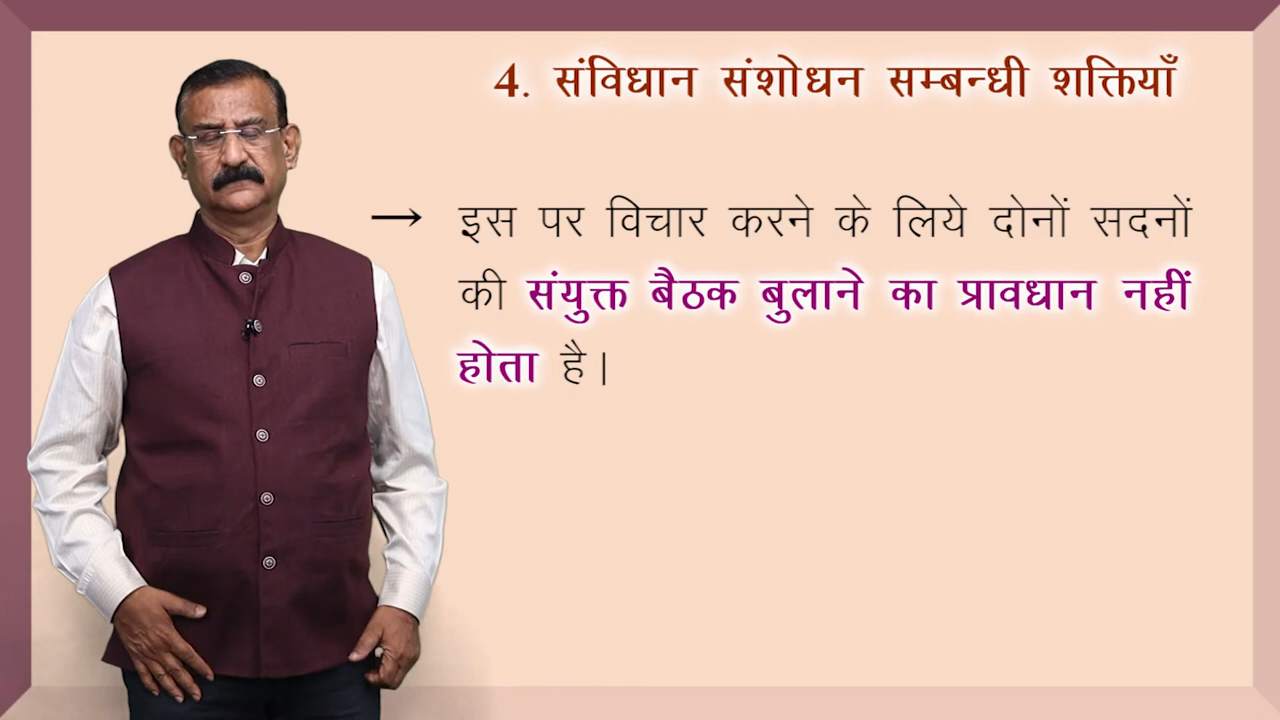 4. संविधान संशोधन सम्बन्धी शक्तियाँ
→ इस पर विचार करने के लिये दोनों सदनों
की संयुक्त बैठक बुलाने का प्रावधान नहीं
होता है।